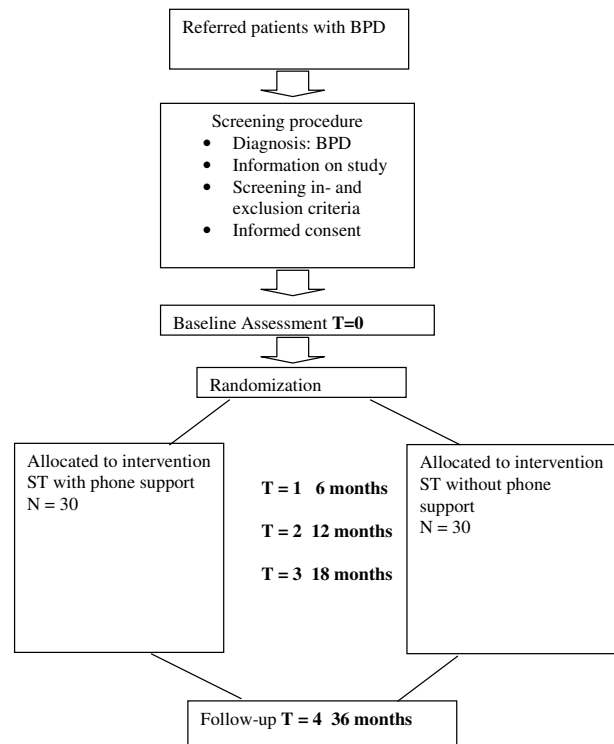 Referred patients with BPD
Screening procedure
• Diagnosis: BPD
• Information on study
• Screening in- and
exclusion criteria
• Informed consent
Baseline Assessment T=0
Randomization
Allocated to intervention
ST with phone support
N = 30
T = 1 6 months
T = 2 12 months
T = 3 18 months
Allocated to intervention
ST without phone
support
N = 30
Follow-up T = 4 36 months